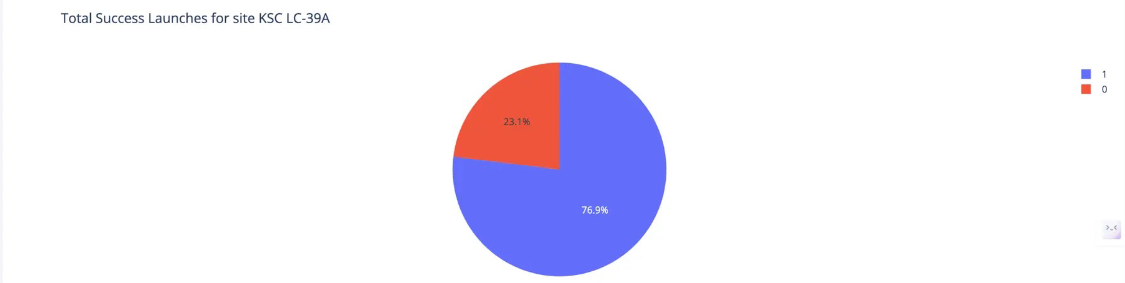 Total Success Launches for site KSC LC-39A
1
0
23.1%
76.9%